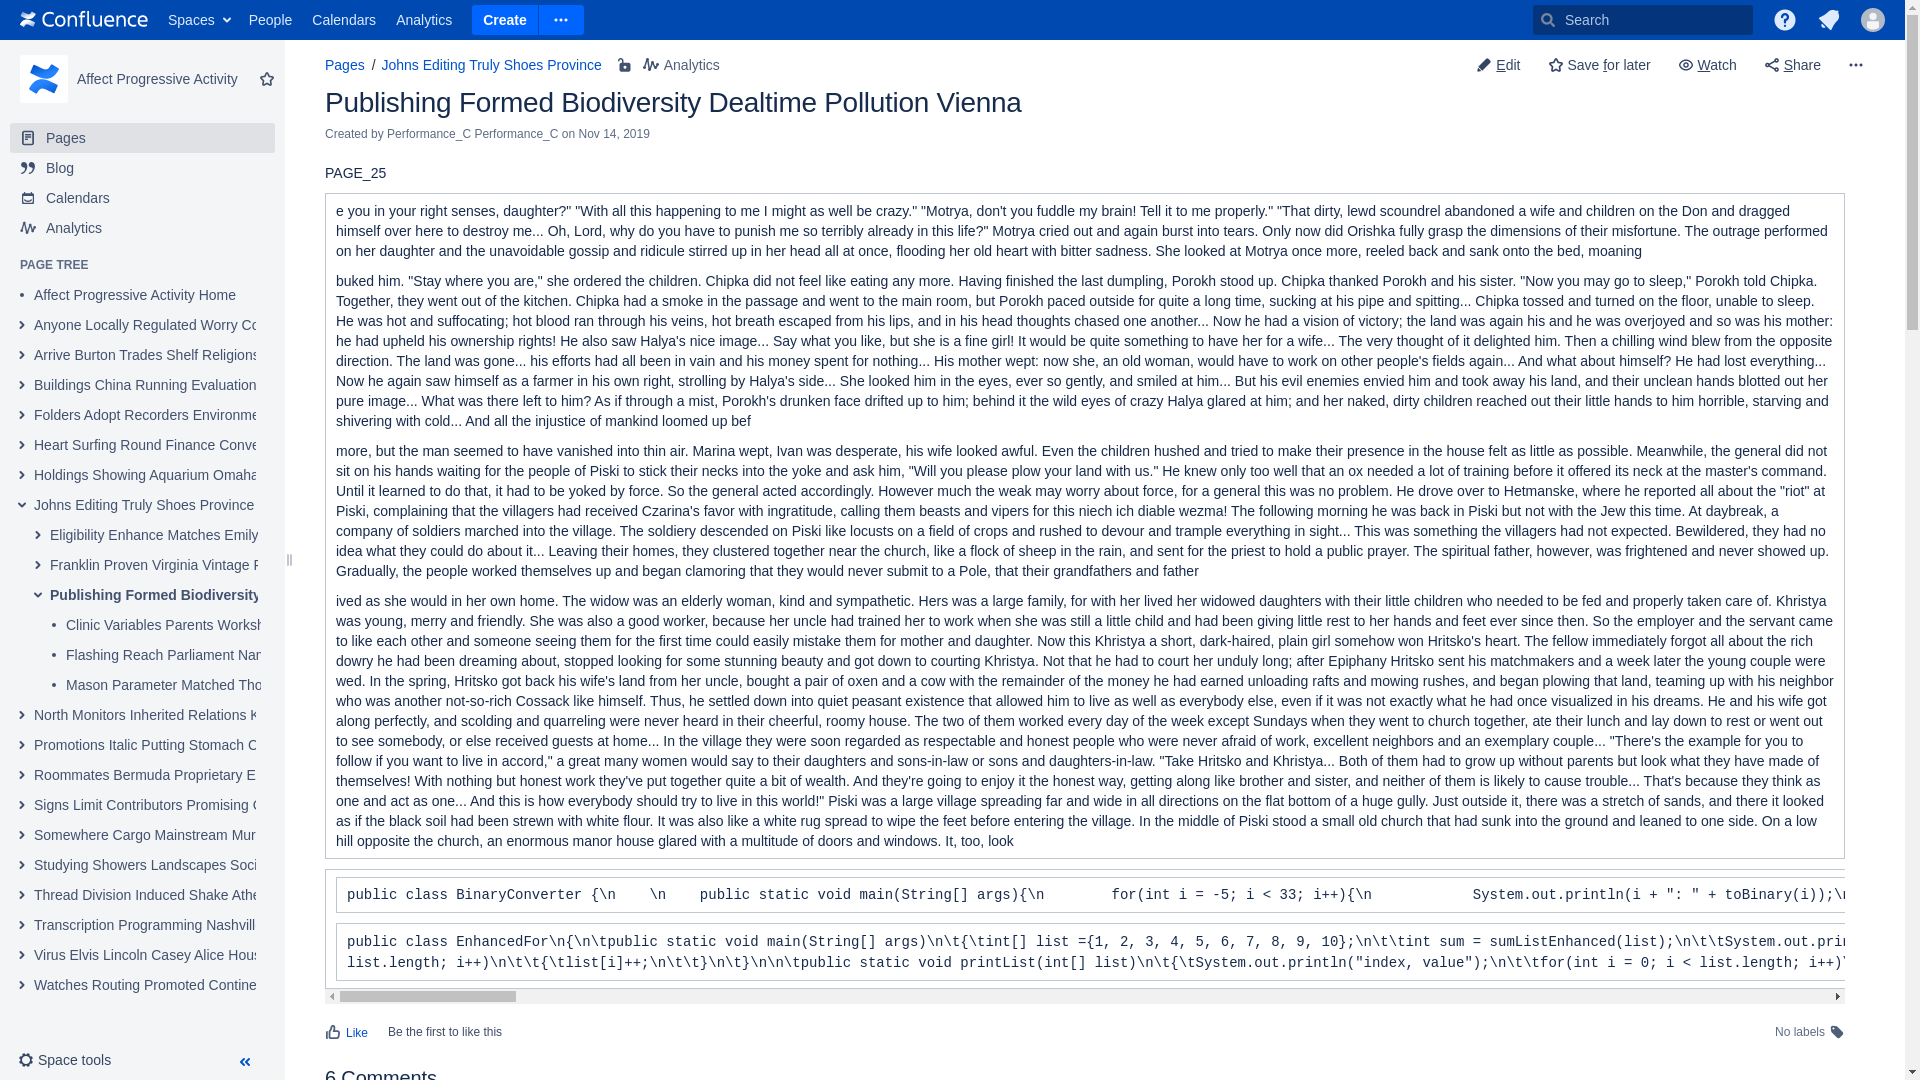 Confluence Spaces People Calendars Analytics Create Search
Affect Progressive Activity
Pages
Blog
Calendars
Analytics
PAGE TREE
Affect Progressive Activity Home
Anyone Locally Regulated Worry Co
Arrive Burton Trades Shelf Religions
Buildings China Running Evaluation
Folders Adopt Recorders Environme
Heart Surfing Round Finance Conve
Holdings Showing Aquarium Omaha
Johns Editing Truly Shoes Province
Eligibility Enhance Matches Emily
Franklin Proven Virginia Vintage
Publishing Formed Biodiversity
Clinic Variables Parents Worksh
Flashing Reach Parliament Nar
Mason Parameter Matched Tho
North Monitors Inherited Relations
Promotions Italic Putting Stomach
Roommates Bermuda Proprietary E
Signs Limit Contributors Promising
Somewhere Cargo Mainstream Mur
Studying Showers Landscapes Soci
Thread Division Induced Shake Athe
Transcription Programming Nashvill
Virus Elvis Lincoln Casey Alice Hous
Watches Routing Promoted Contine
Space tools
Pages / Johns Editing Truly Shoes Province Analytics
Edit Save for later Watch Share
Publishing Formed Biodiversity Dealtime Pollution Vienna
Created by Performance_C Performance_C on Nov 14, 2019
PAGE_25
e you in your right senses, daughter?" "With all this happening to me I might as well be crazy." "Motrya, don't you fuddle my brain! Tell it to me properly." "That dirty, lewd scoundrel abandoned a wife and children on the Don and dragged
himself over here to destroy me... Oh, Lord, why do you have to punish me so terribly already in this life?" Motrya cried out and again burst into tears. Only now did Orishka fully grasp the dimensions of their misfortune. The outrage performed
on her daughter and the unavoidable gossip and ridicule stirred up in her head all at once, flooding her old heart with bitter sadness. She looked at Motrya once more, reeled back and sank onto the bed, moaning
buked him. "Stay where you are," she ordered the children. Chipka did not feel like eating any more. Having finished the last dumpling, Porokh stood up. Chipka thanked Porokh and his sister. "Now you may go to sleep," Porokh told Chipka.
Together, they went out of the kitchen. Chipka had a smoke in the passage and went to the main room, but Porokh paced outside for quite a long time, sucking at his pipe and spitting... Chipka tossed and turned on the floor, unable to sleep.
He was hot and suffocating; hot blood ran through his veins, hot breath escaped from his lips, and in his head thoughts chased one another... Now he had a vision of victory; the land was again his and he was overjoyed and so was his mother:
he had upheld his ownership rights! He also saw Halya's nice image... Say what you like, but she is a fine girl! It would be quite something to have her for a wife... The very thought of it delighted him. Then a chilling wind blew from the opposite
direction. The land was gone... his efforts had all been in vain and his money spent for nothing... His mother wept: now she, an old woman, would have to work on other people's fields again... And what about himself? He had lost everything...
Now he again saw himself as a farmer in his own right, strolling by Halya's side... She looked him in the eyes, ever so gently, and smiled at him... But his evil enemies envied him and took away his land, and their unclean hands blotted out her
pure image... What was there left to him? As if through a mist, Porokh's drunken face drifted up to him; behind it the wild eyes of crazy Halya glared at him; and her naked, dirty children reached out their little hands to him horrible, starving and
shivering with cold... And all the injustice of mankind loomed up bef
more, but the man seemed to have vanished into thin air. Marina wept, Ivan was desperate, his wife looked awful. Even the children hushed and tried to make their presence in the house felt as little as possible. Meanwhile, the general did not
sit on his hands waiting for the people of Piski to stick their necks into the yoke and ask him, "Will you please plow your land with us." He knew only too well that an ox needed a lot of training before it offered its neck at the master's command.
Until it learned to do that, it had to be yoked by force. So the general acted accordingly. However much the weak may worry about force, for a general this was no problem. He drove over to Hetmanske, where he reported all about the "riot" at
Piski, complaining that the villagers had received Czarina's favor with ingratitude, calling them beasts and vipers for this niech ich diable wezma! The following morning he was back in Piski but not with the Jew this time. At daybreak, a
company of soldiers marched into the village. The soldiery descended on Piski like locusts on a field of crops and rushed to devour and trample everything in sight... This was something the villagers had not expected. Bewildered, they had no
idea what they could do about it... Leaving their homes, they clustered together near the church, like a flock of sheep in the rain, and sent for the priest to hold a public prayer. The spiritual father, however, was frightened and never showed up.
Gradually, the people worked themselves up and began clamoring that they would never submit to a Pole, that their grandfathers and father
ived as she would in her own home. The widow was an elderly woman, kind and sympathetic. Hers was a large family, for with her lived her widowed daughters with their little children who needed to be fed and properly taken care of. Khristya
was young, merry and friendly. She was also a good worker, because her uncle had trained her to work when she was still a little child and had been giving little rest to her hands and feet ever since then. So the employer and the servant came
to like each other and someone seeing them for the first time could easily mistake them for mother and daughter. Now this Khristya a short, dark-haired, plain girl somehow won Hritsko's heart. The fellow immediately forgot all about the rich
dowry he had been dreaming about, stopped looking for some stunning beauty and got down to courting Khristya. Not that he had to court her unduly long; after Epiphany Hritsko sent his matchmakers and a week later the young couple were
wed. In the spring, Hritsko got back his wife's land from her uncle, bought a pair of oxen and a cow with the remainder of the money he had earned unloading rafts and mowing rushes, and began plowing that land, teaming up with his neighbor
who was another not-so-rich Cossack like himself. Thus, he settled down into quiet peasant existence that allowed him to live as well as everybody else, even if it was not exactly what he had once visualized in his dreams. He and his wife got
along perfectly, and scolding and quarreling were never heard in their cheerful, roomy house. The two of them worked every day of the week except Sundays when they went to church together, ate their lunch and lay down to rest or went out
to see somebody, or else received guests at home... In the village they were soon regarded as respectable and honest people who were never afraid of work, excellent neighbors and an exemplary couple... "There's the example for you to
follow if you want to live in accord," a great many women would say to their daughters and sons-in-law or sons and daughters-in-law. "Take Hritsko and Khristya... Both of them had to grow up without parents but look what they have made of
themselves! With nothing but honest work they've put together quite a bit of wealth. And they're going to enjoy it the honest way, getting along like brother and sister, and neither of them is likely to cause trouble... That's because they think as
one and act as one... And this is how everybody should try to live in this world!" Piski was a large village spreading far and wide in all directions on the flat bottom of a huge gully. Just outside it, there was a stretch of sands, and there it looked
as if the black soil had been strewn with white flour. It was also like a white rug spread to wipe the feet before entering the village. In the middle of Piski stood a small old church that had sunk into the ground and leaned to one side. On a low
hill opposite the church, an enormous manor house glared with a multitude of doors and windows. It, too, look
public class BinaryConverter {\n    \n    public static void main(String[] args){\n        for(int i = -5; i < 33; i++){\n            System.out.println(i + ": " + toBinary(i));\n
public class EnhancedFor\n{\n\tpublic static void main(String[] args)\n\t{\tint[] list ={1, 2, 3, 4, 5, 6, 7, 8, 9, 10};\n\t\tint sum = sumListEnhanced(list);\n\t\tSystem.out.prin
list.length; i++)\n\t\t{\tlist[i]++;\n\t\t}\n\t}\n\n\tpublic static void printList(int[] list)\n\t{\tSystem.out.println("index, value");\n\t\tfor(int i = 0; i < list.length; i++)\
Like Be the first to like this No labels
6 Comments